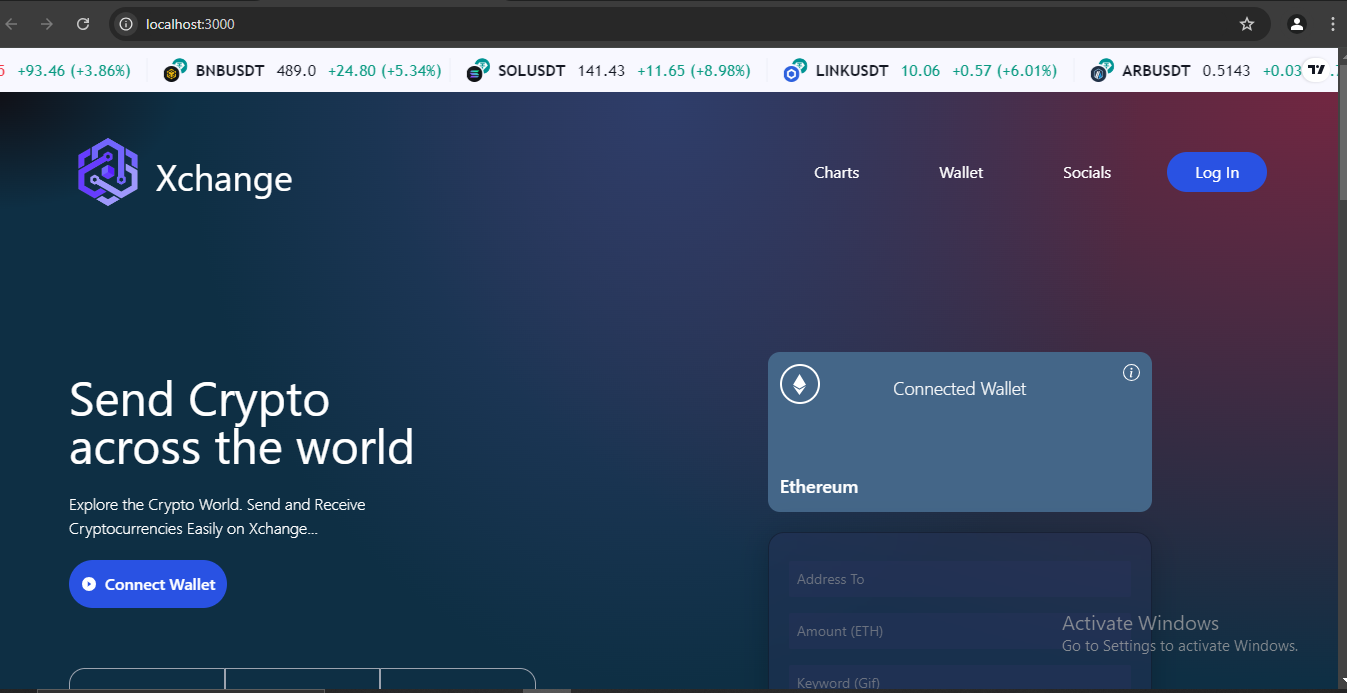 localhost:3000
+93.46 (+3.86%) BNBUSDT 489.0 +24.80 (+5.34%) SOLUSDT 141.43 +11.65 (+8.98%) LINKUSDT 10.06 +0.57 (+6.01%) ARBUSDT 0.5143 +0.03
Xchange
Charts
Wallet
Socials
Log In
Send Crypto
across the world
Explore the Crypto World. Send and Receive
Cryptocurrencies Easily on Xchange...
Connect Wallet
Connected Wallet
Ethereum
Address To
Amount (ETH)
Keyword (Gif)
Activate Windows
Go to Settings to activate Windows.